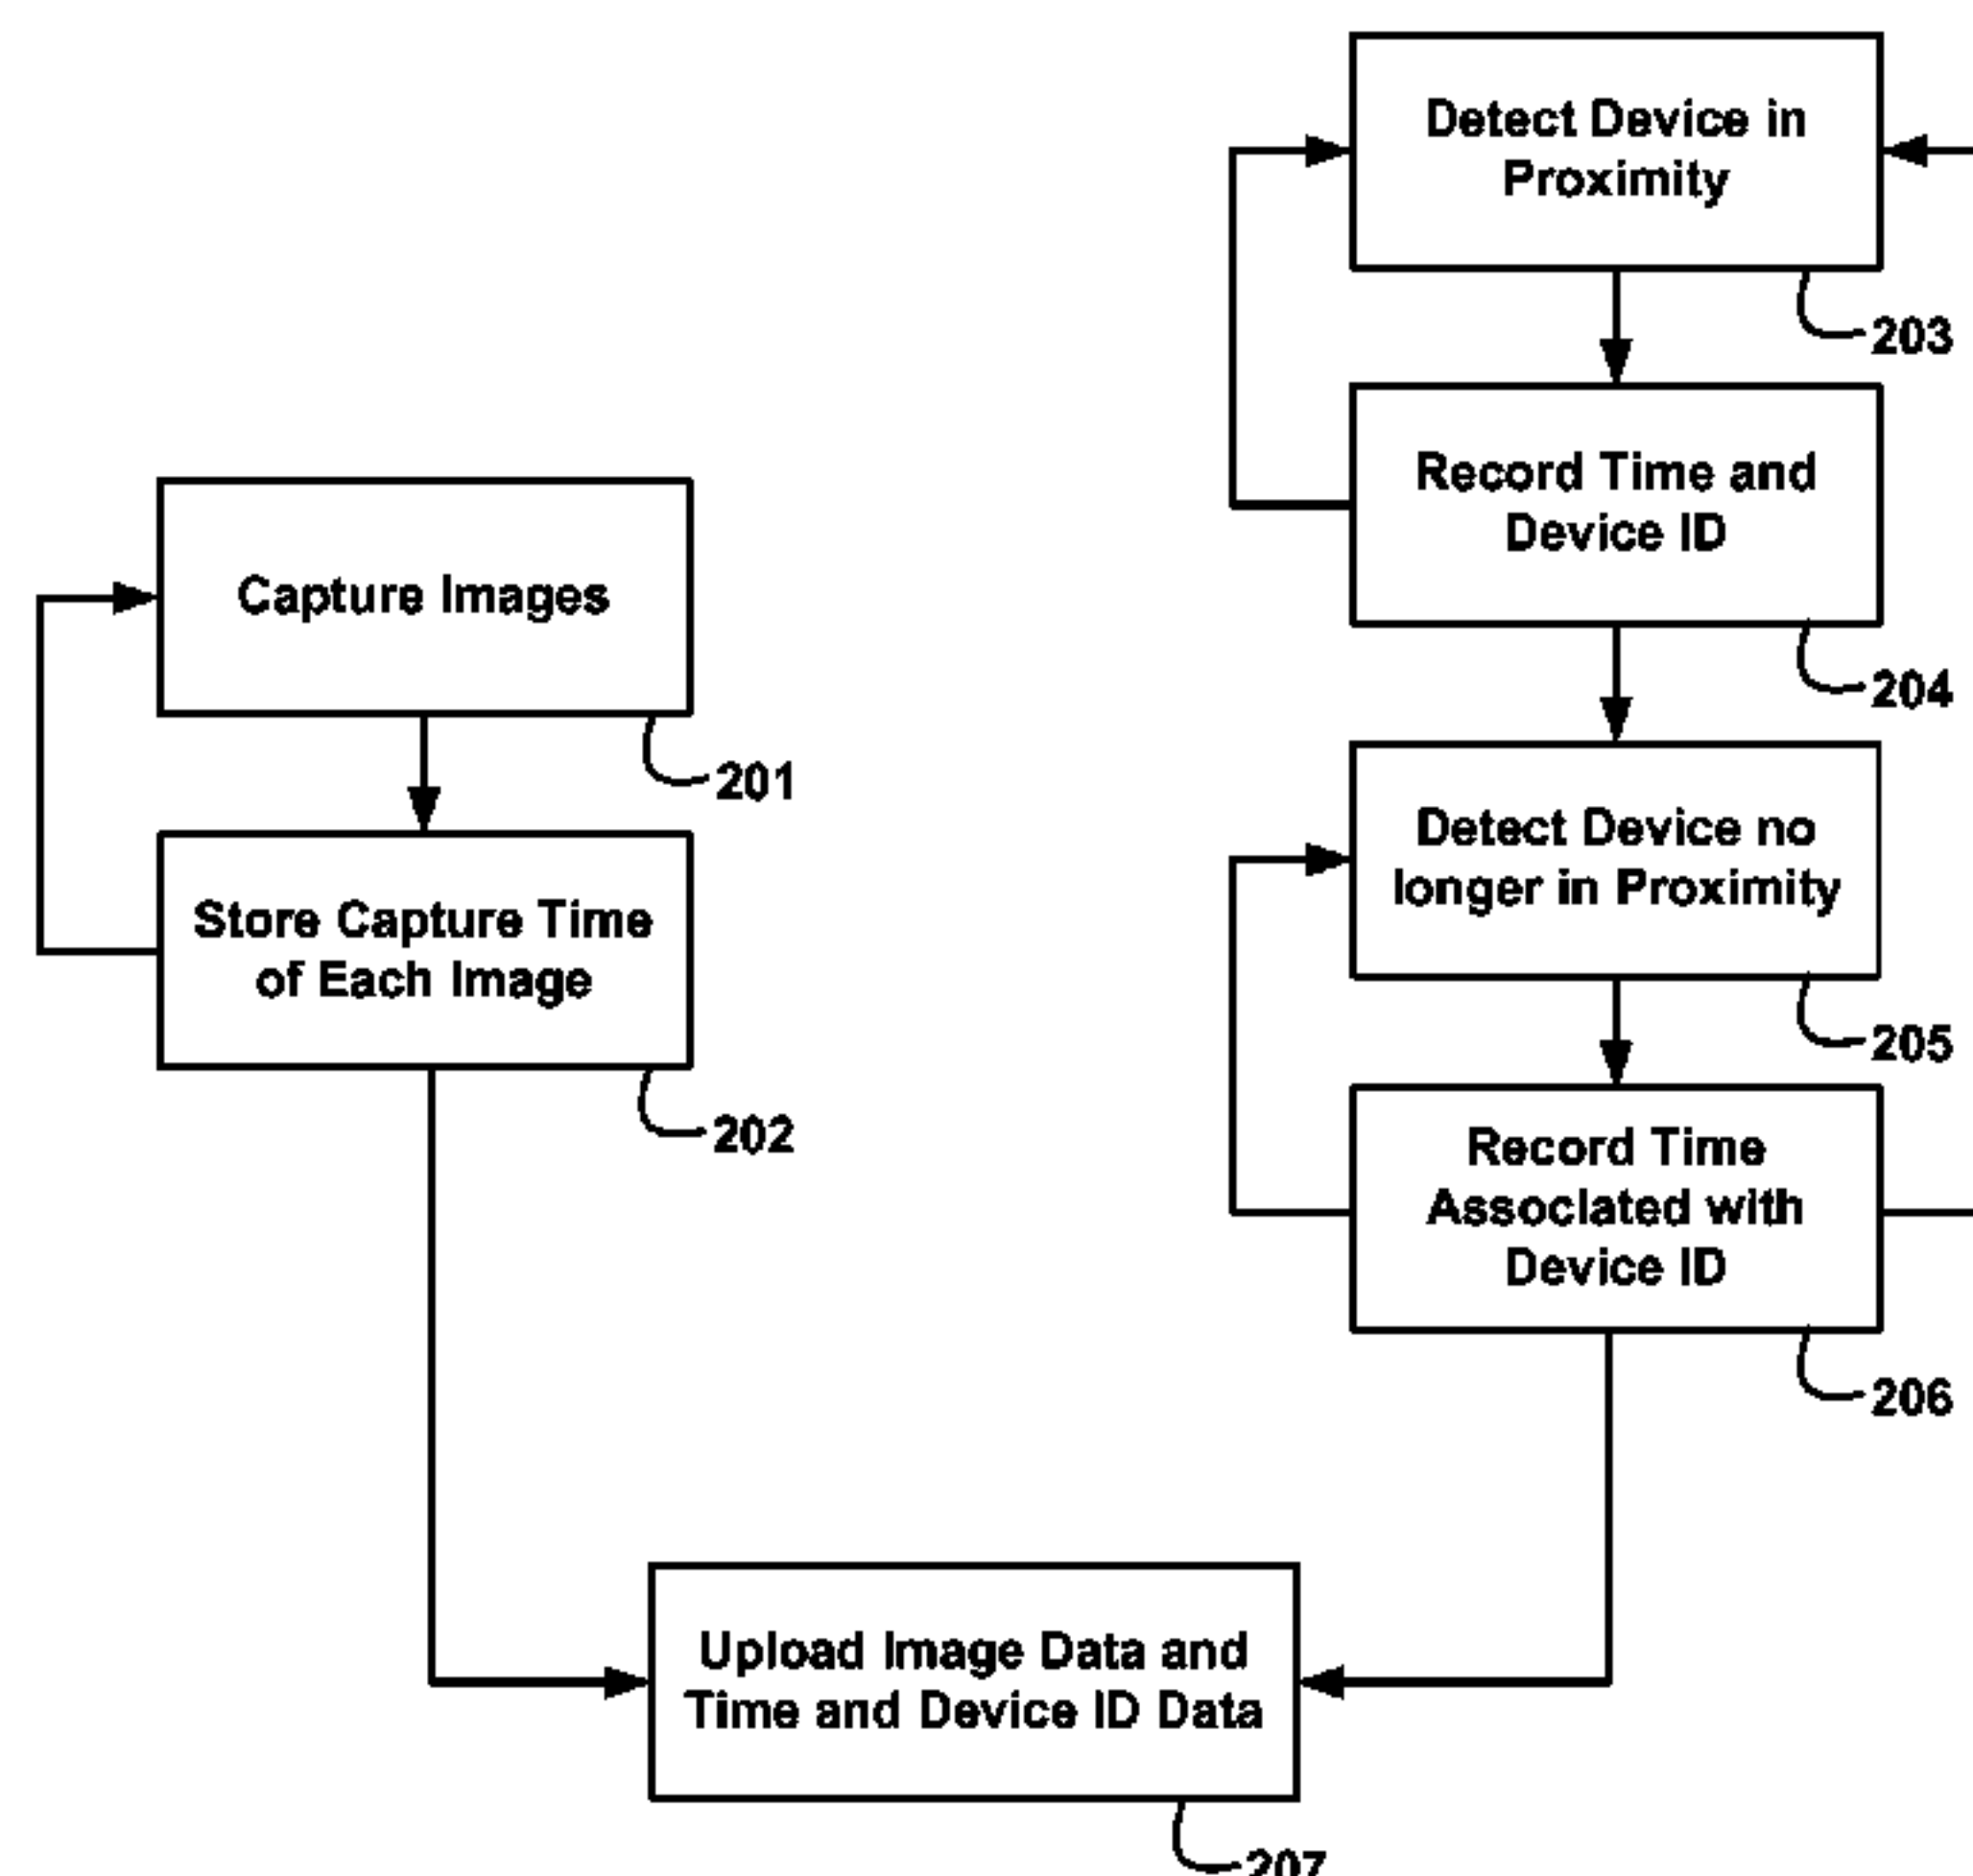 Capture Images
201
Store Capture Time
of Each Image
202
Detect Device in
Proximity
203
Record Time and
Device ID
204
Detect Device no
longer in Proximity
205
Record Time
Associated with
Device ID
206
Upload Image Data and
Time and Device ID Data
207